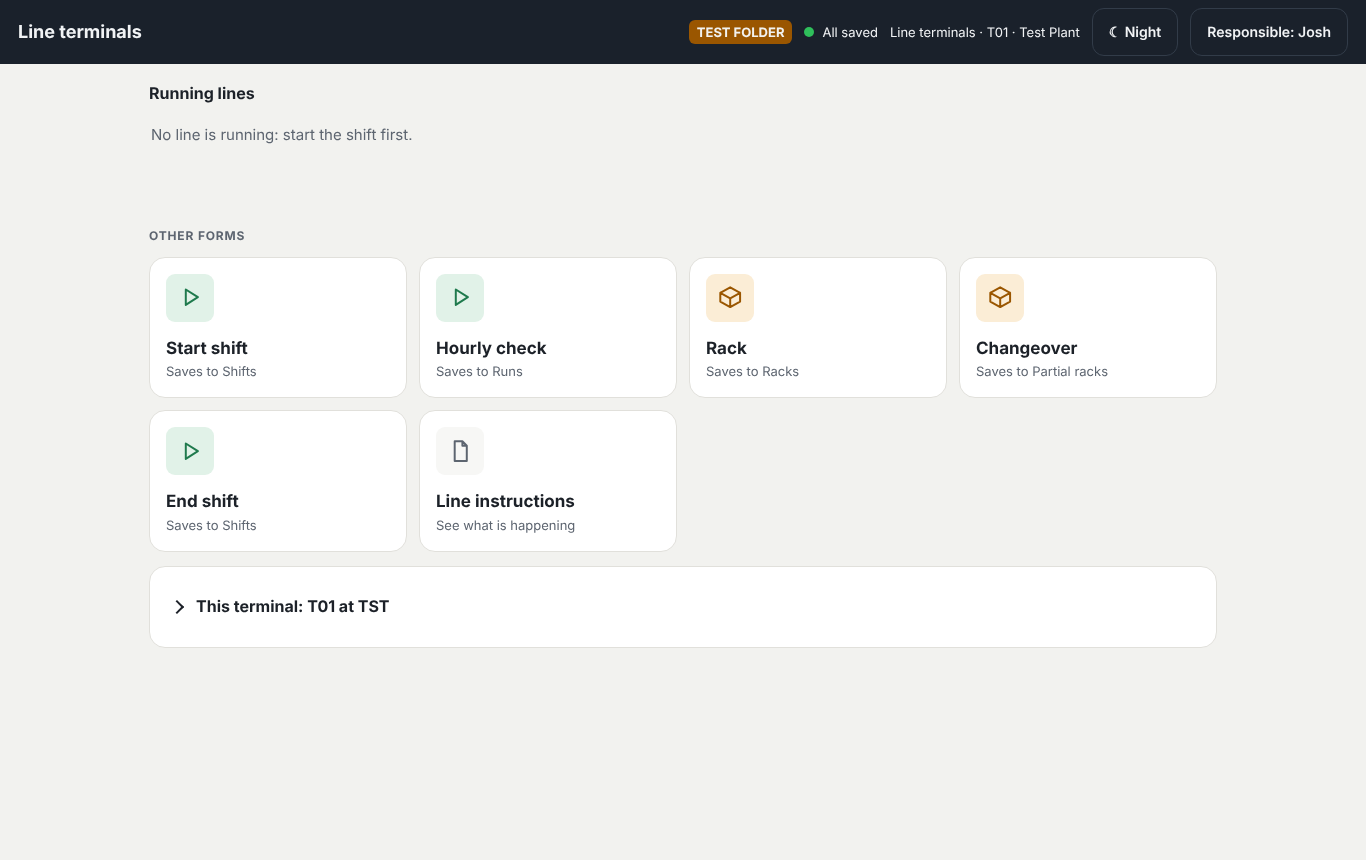 Line terminals
TEST FOLDER
All saved
Line terminals · T01 · Test Plant
☾ Night
Responsible: Josh
Running lines
No line is running: start the shift first.
OTHER FORMS
Start shift
Saves to Shifts
Hourly check
Saves to Runs
Rack
Saves to Racks
Changeover
Saves to Partial racks
End shift
Saves to Shifts
Line instructions
See what is happening
This terminal: T01 at TST